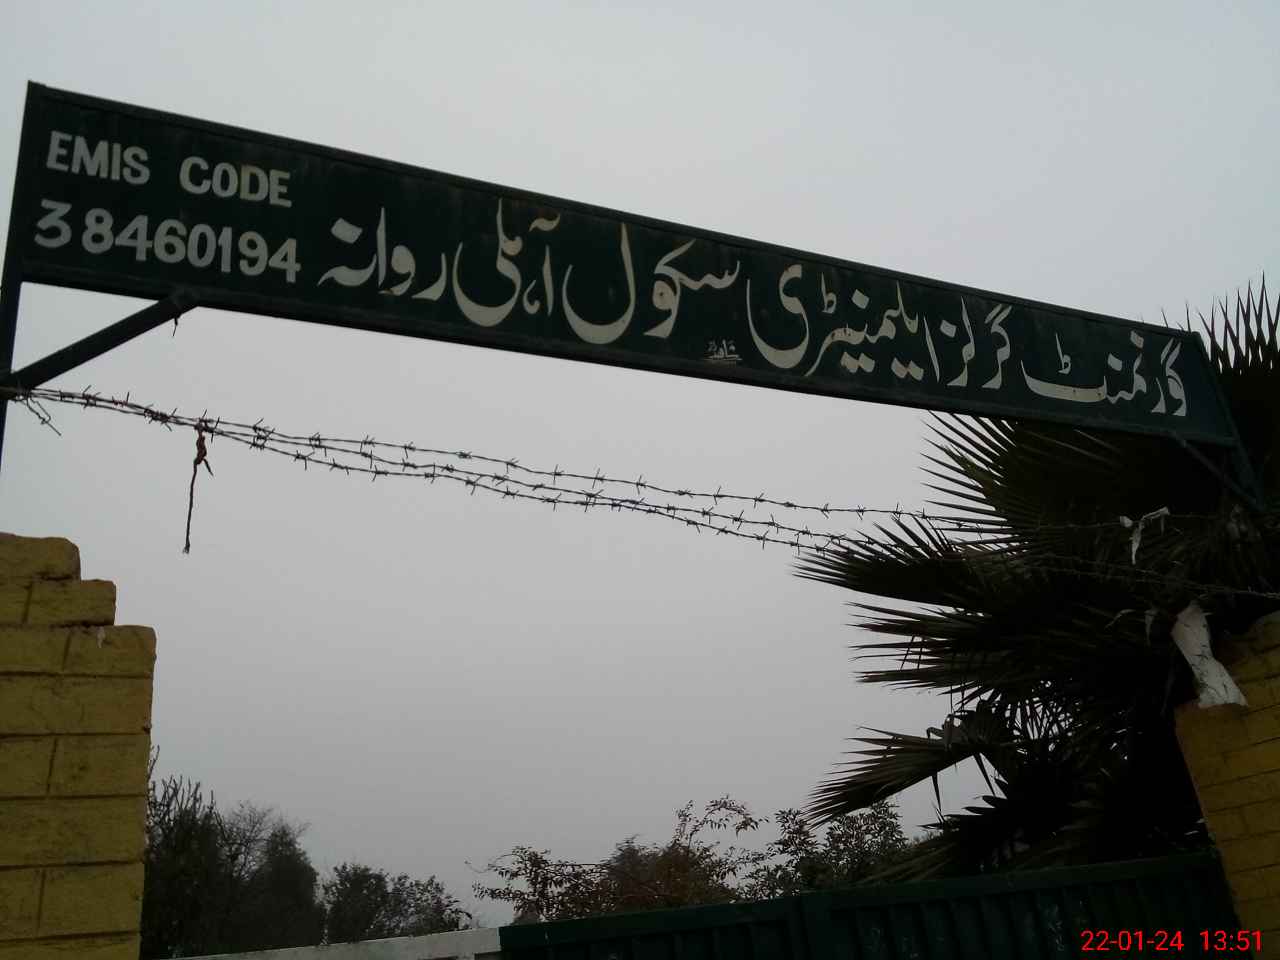 گورنمنٹ گرلز ایلیمنٹری سکول آہلی روانہ
EMIS CODE
38460194
22-01-24 13:51